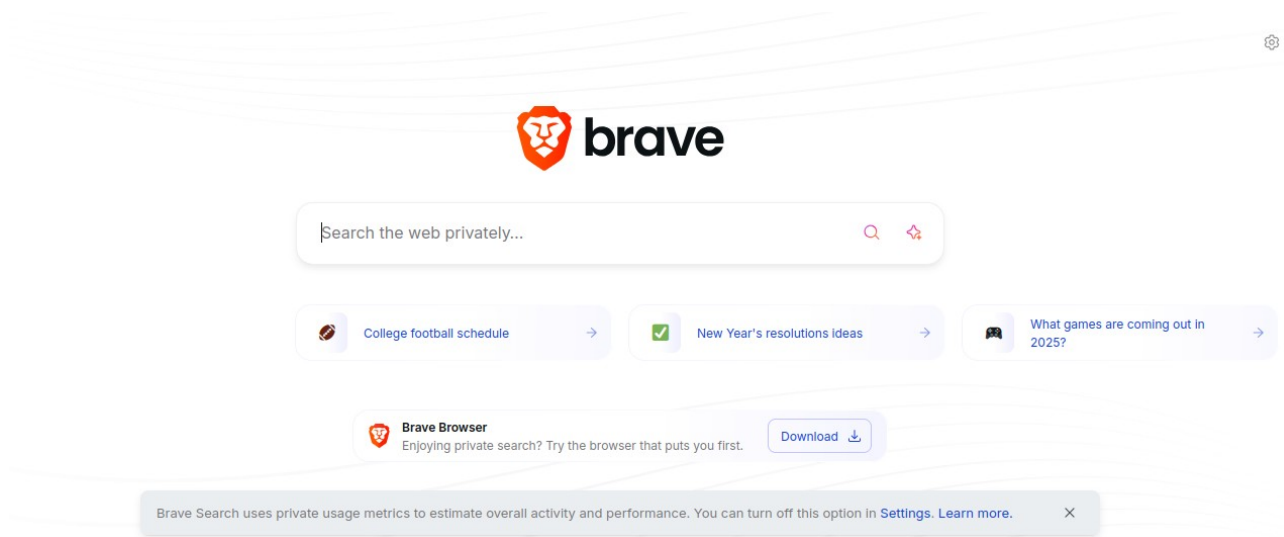 brave
Search the web privately...
College football schedule
New Year's resolutions ideas
What games are coming out in
2025?
Brave Browser
Enjoying private search? Try the browser that puts you first.
Download
Brave Search uses private usage metrics to estimate overall activity and performance. You can turn off this option in Settings. Learn more.